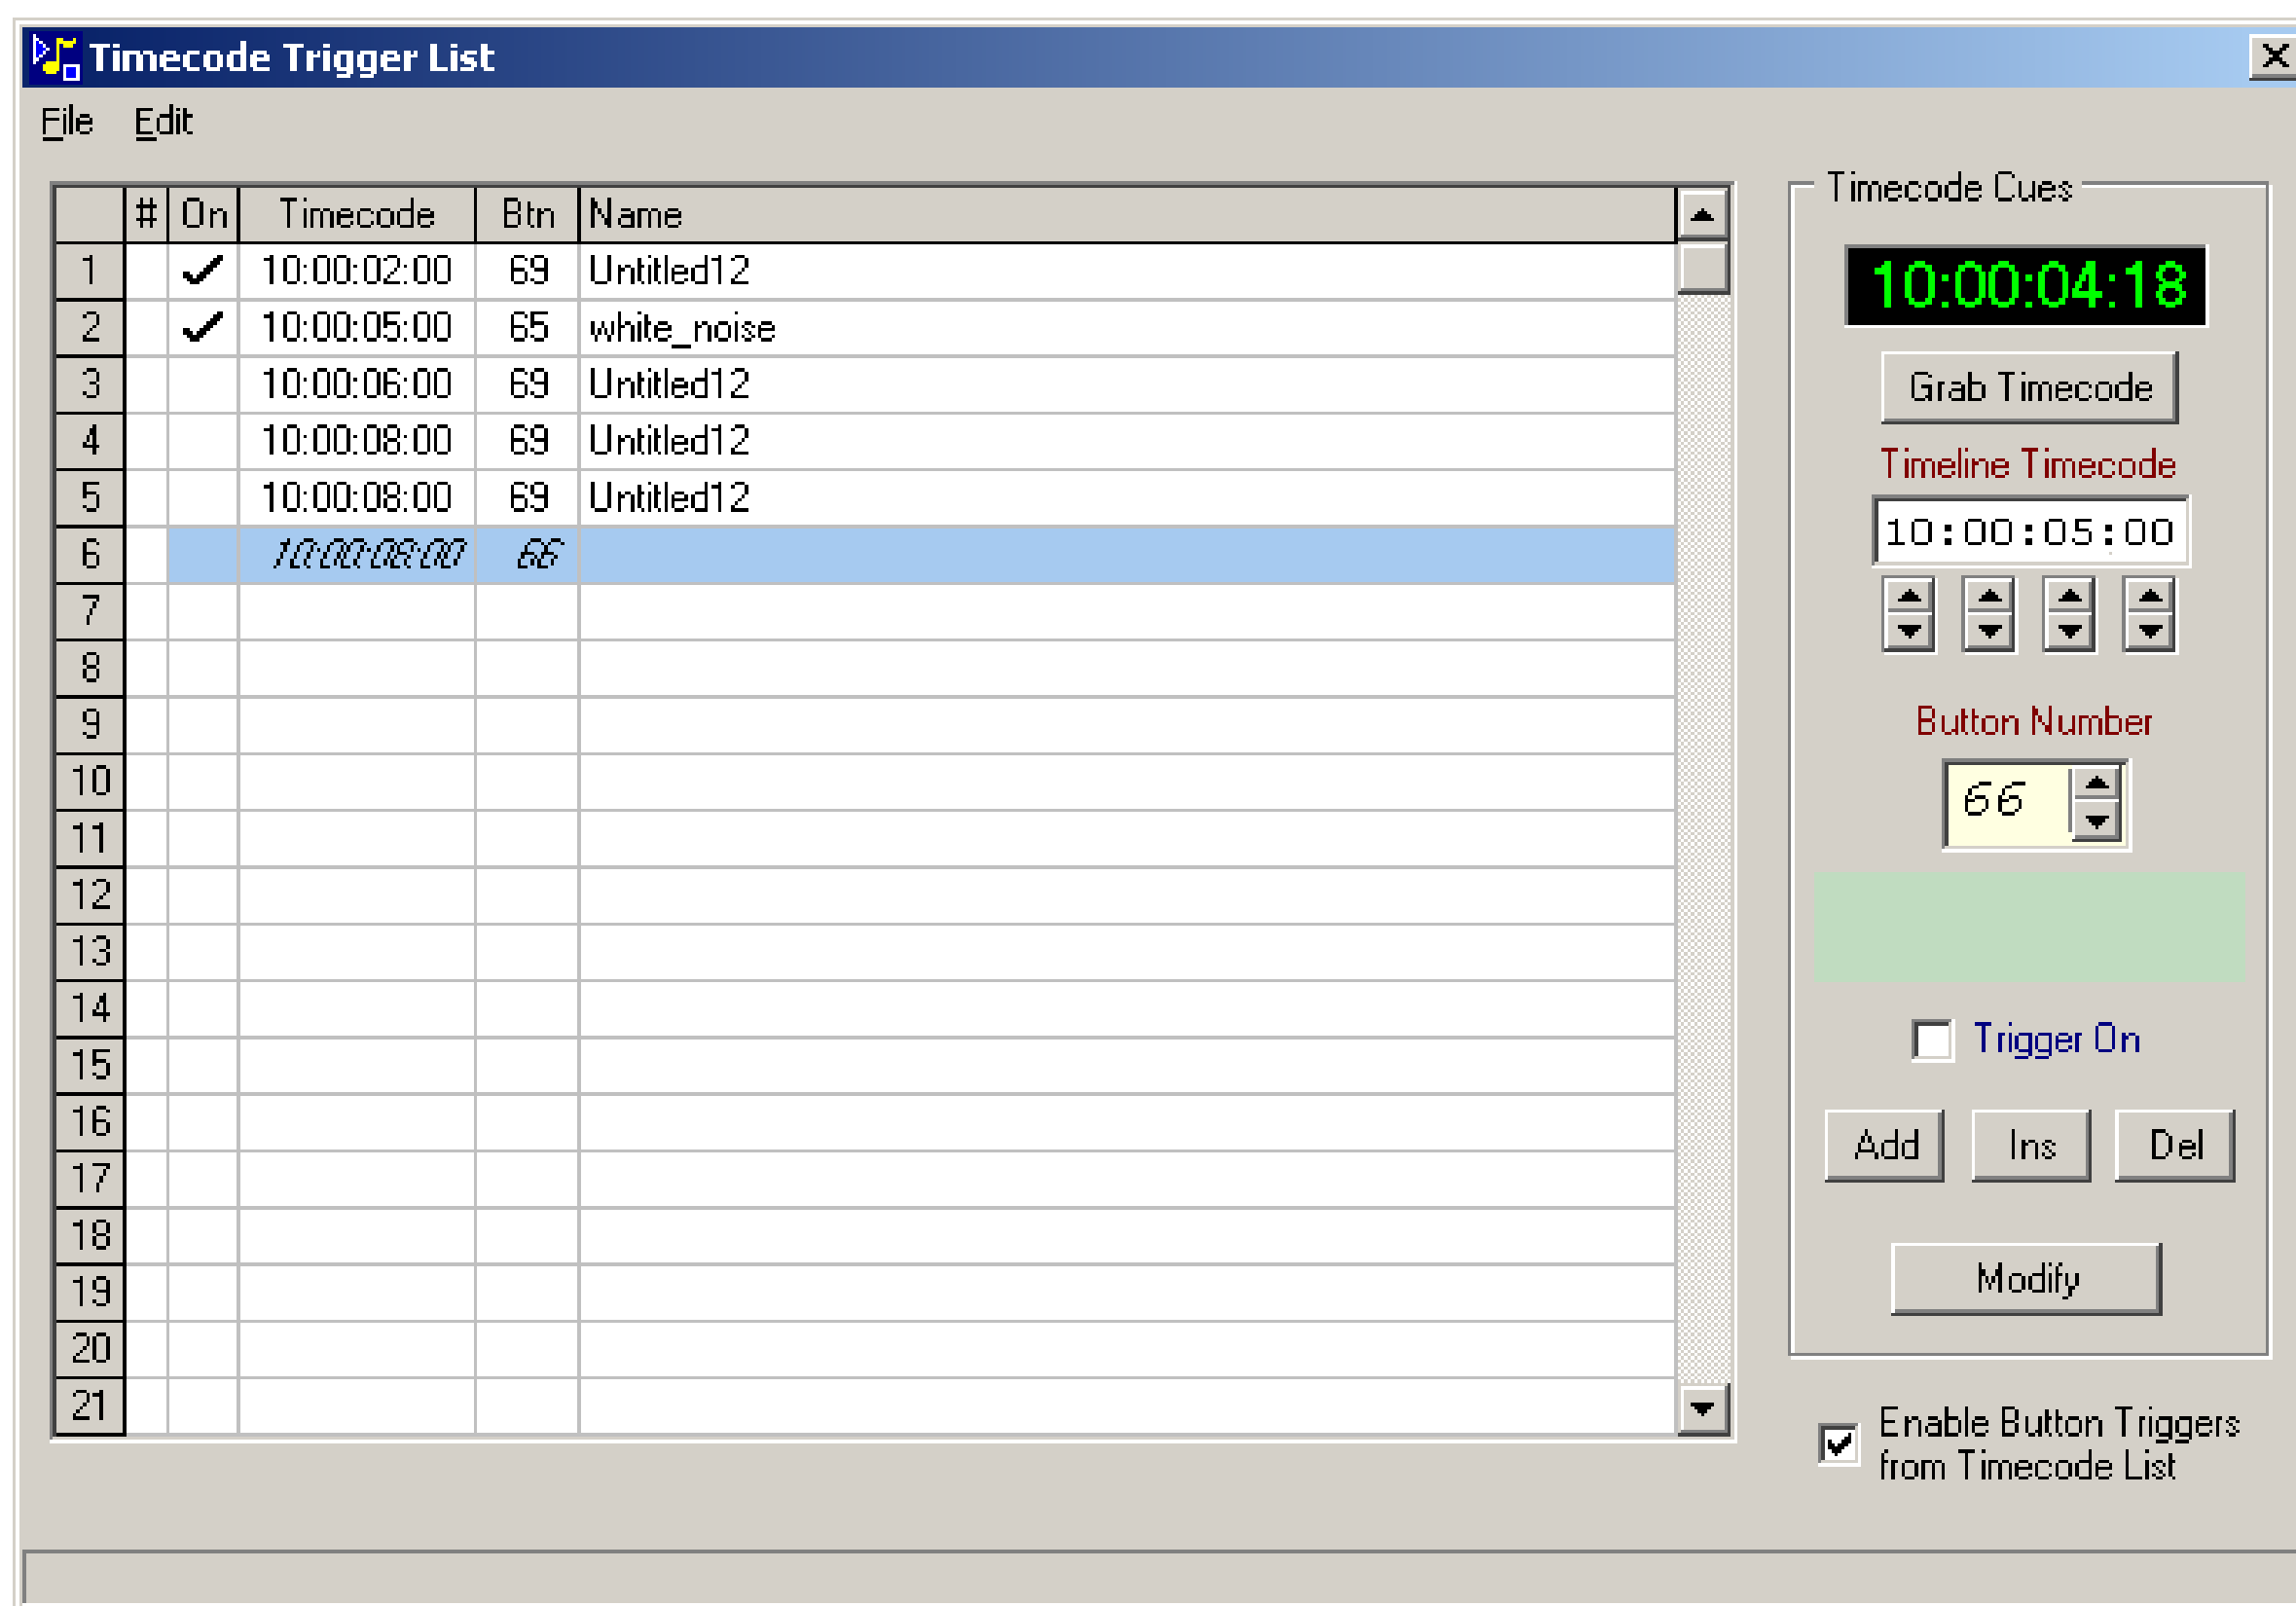 Timecode Trigger List
File Edit
# On Timecode Btn Name
1 10:00:02:00 69 Untitled12
2 10:00:05:00 65 white_noise
3 10:00:06:00 69 Untitled12
4 10:00:08:00 69 Untitled12
5 10:00:08:00 69 Untitled12
6 10:00:08:00 66
7
8
9
10
11
12
13
14
15
16
17
18
19
20
21
Timecode Cues
10:00:04:18
Grab Timecode
Timeline Timecode
10:00:05:00
Button Number
66
Trigger On
Add Ins Del
Modify
Enable Button Triggers
from Timecode List